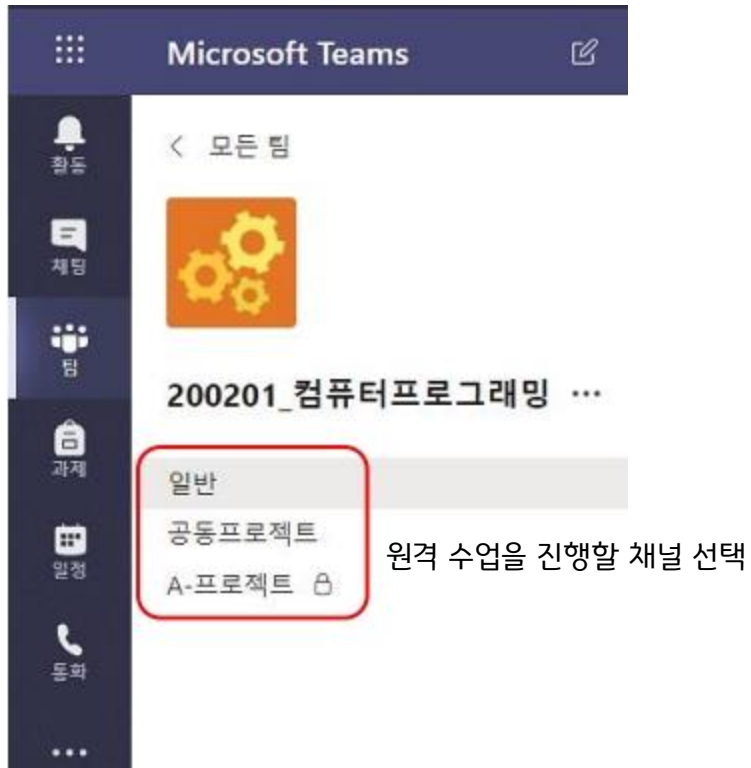 Microsoft Teams
활동
채팅
팀
과제
일정
통화
< 모든 팀
200201_컴퓨터프로그래밍 ...
일반
공동프로젝트
A-프로젝트
원격 수업을 진행할 채널 선택